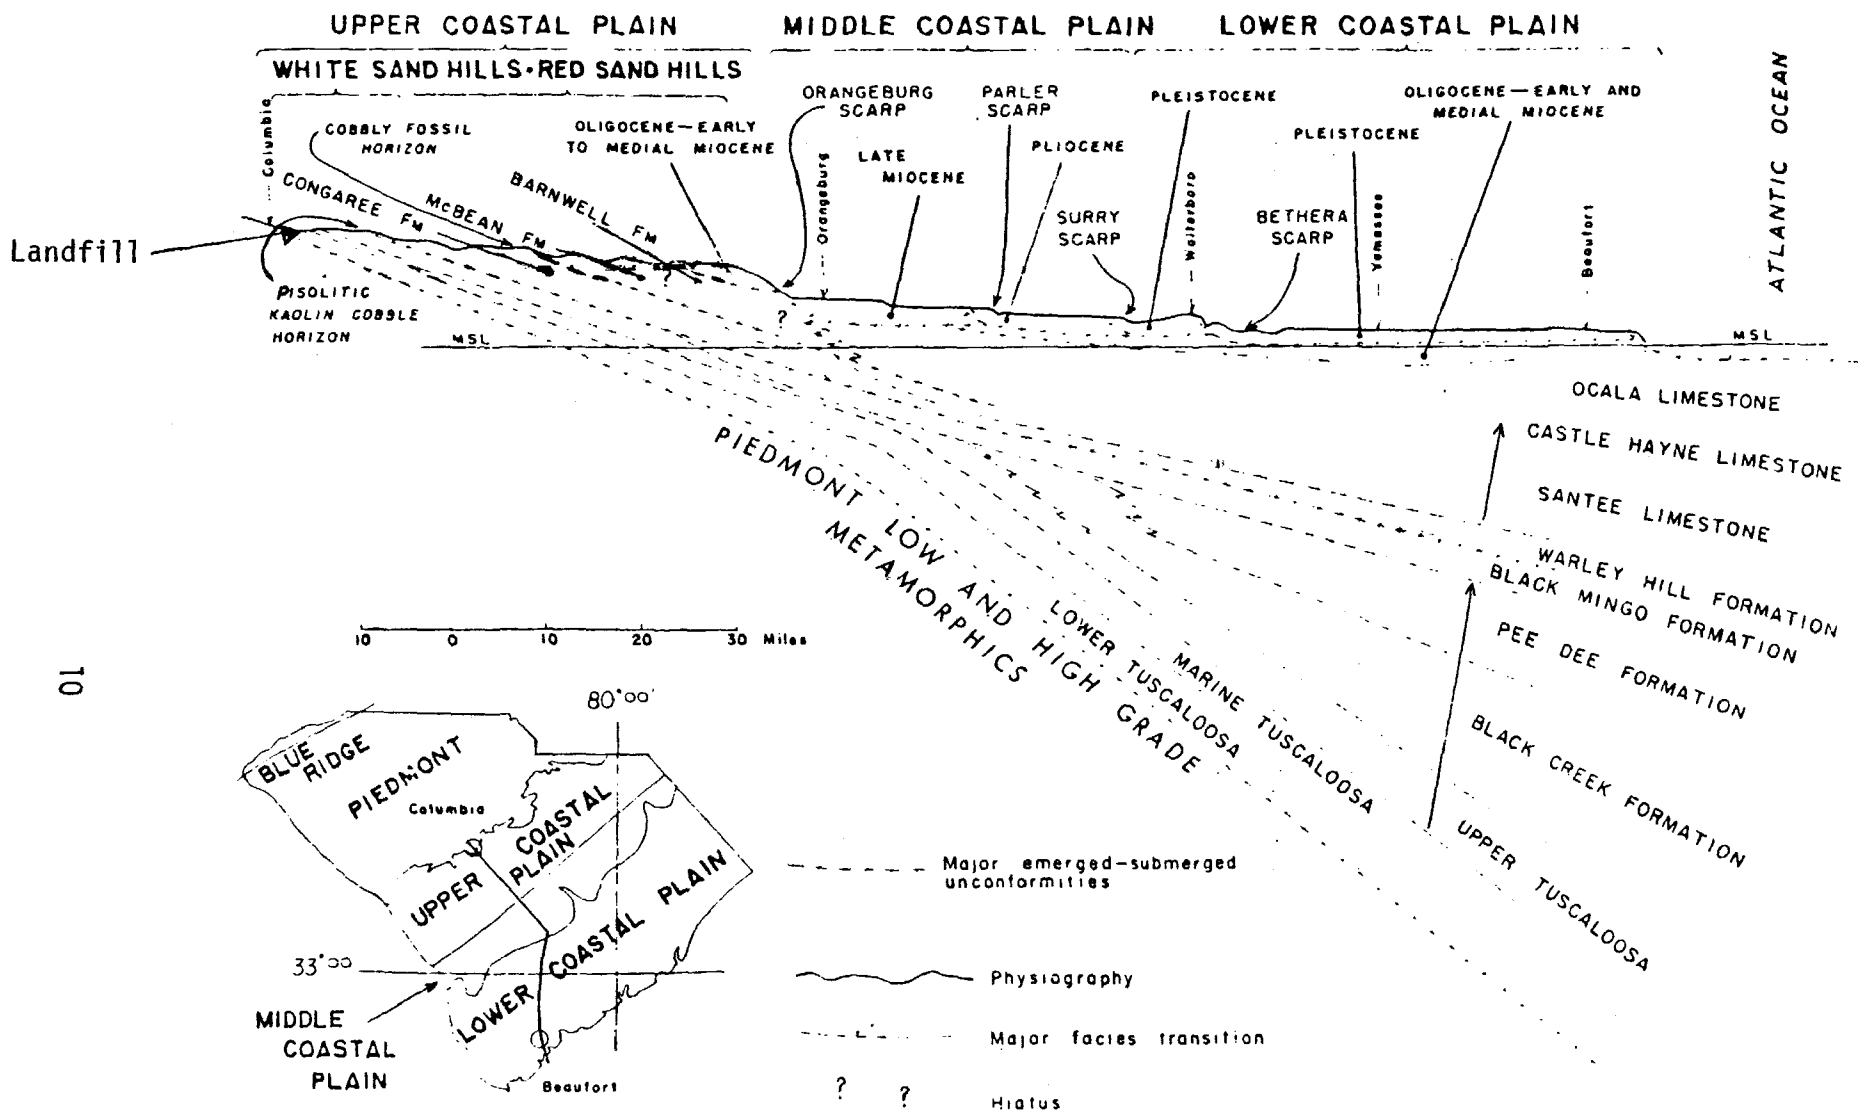 UPPER COASTAL PLAIN
MIDDLE COASTAL PLAIN
LOWER COASTAL PLAIN
WHITE SAND HILLS•RED SAND HILLS
ATLANTIC OCEAN
Columbia
COBBLY FOSSIL
HORIZON
OLIGOCENE—EARLY
TO MEDIAL MIOCENE
ORANGEBURG
SCARP
PARLER
SCARP
PLEISTOCENE
OLIGOCENE—EARLY AND
MEDIAL MIOCENE
CONGAREE FM
McBEAN FM
BARNWELL FM
Orangeburg
LATE
MIOCENE
PLIOCENE
PLEISTOCENE
SURRY
SCARP
Walterboro
BETHERA
SCARP
Yemassee
Beaufort
Landfill
PISOLITIC
KAOLIN COBBLE
HORIZON
?
?
MSL
MSL
OCALA LIMESTONE
CASTLE HAYNE LIMESTONE
SANTEE LIMESTONE
WARLEY HILL FORMATION
BLACK MINGO FORMATION
PEE DEE FORMATION
BLACK CREEK FORMATION
UPPER TUSCALOOSA
MARINE TUSCALOOSA
LOWER TUSCALOOSA
PIEDMONT LOW AND HIGH GRADE
METAMORPHICS
10 0 10 20 30 Miles
10
80°00'
BLUE
RIDGE
PIEDMONT
Columbia
UPPER COASTAL
PLAIN
LOWER COASTAL PLAIN
33°00
MIDDLE
COASTAL
PLAIN
Beaufort
Major emerged-submerged
unconformities
Physiography
Major facies transition
? ? Hiatus